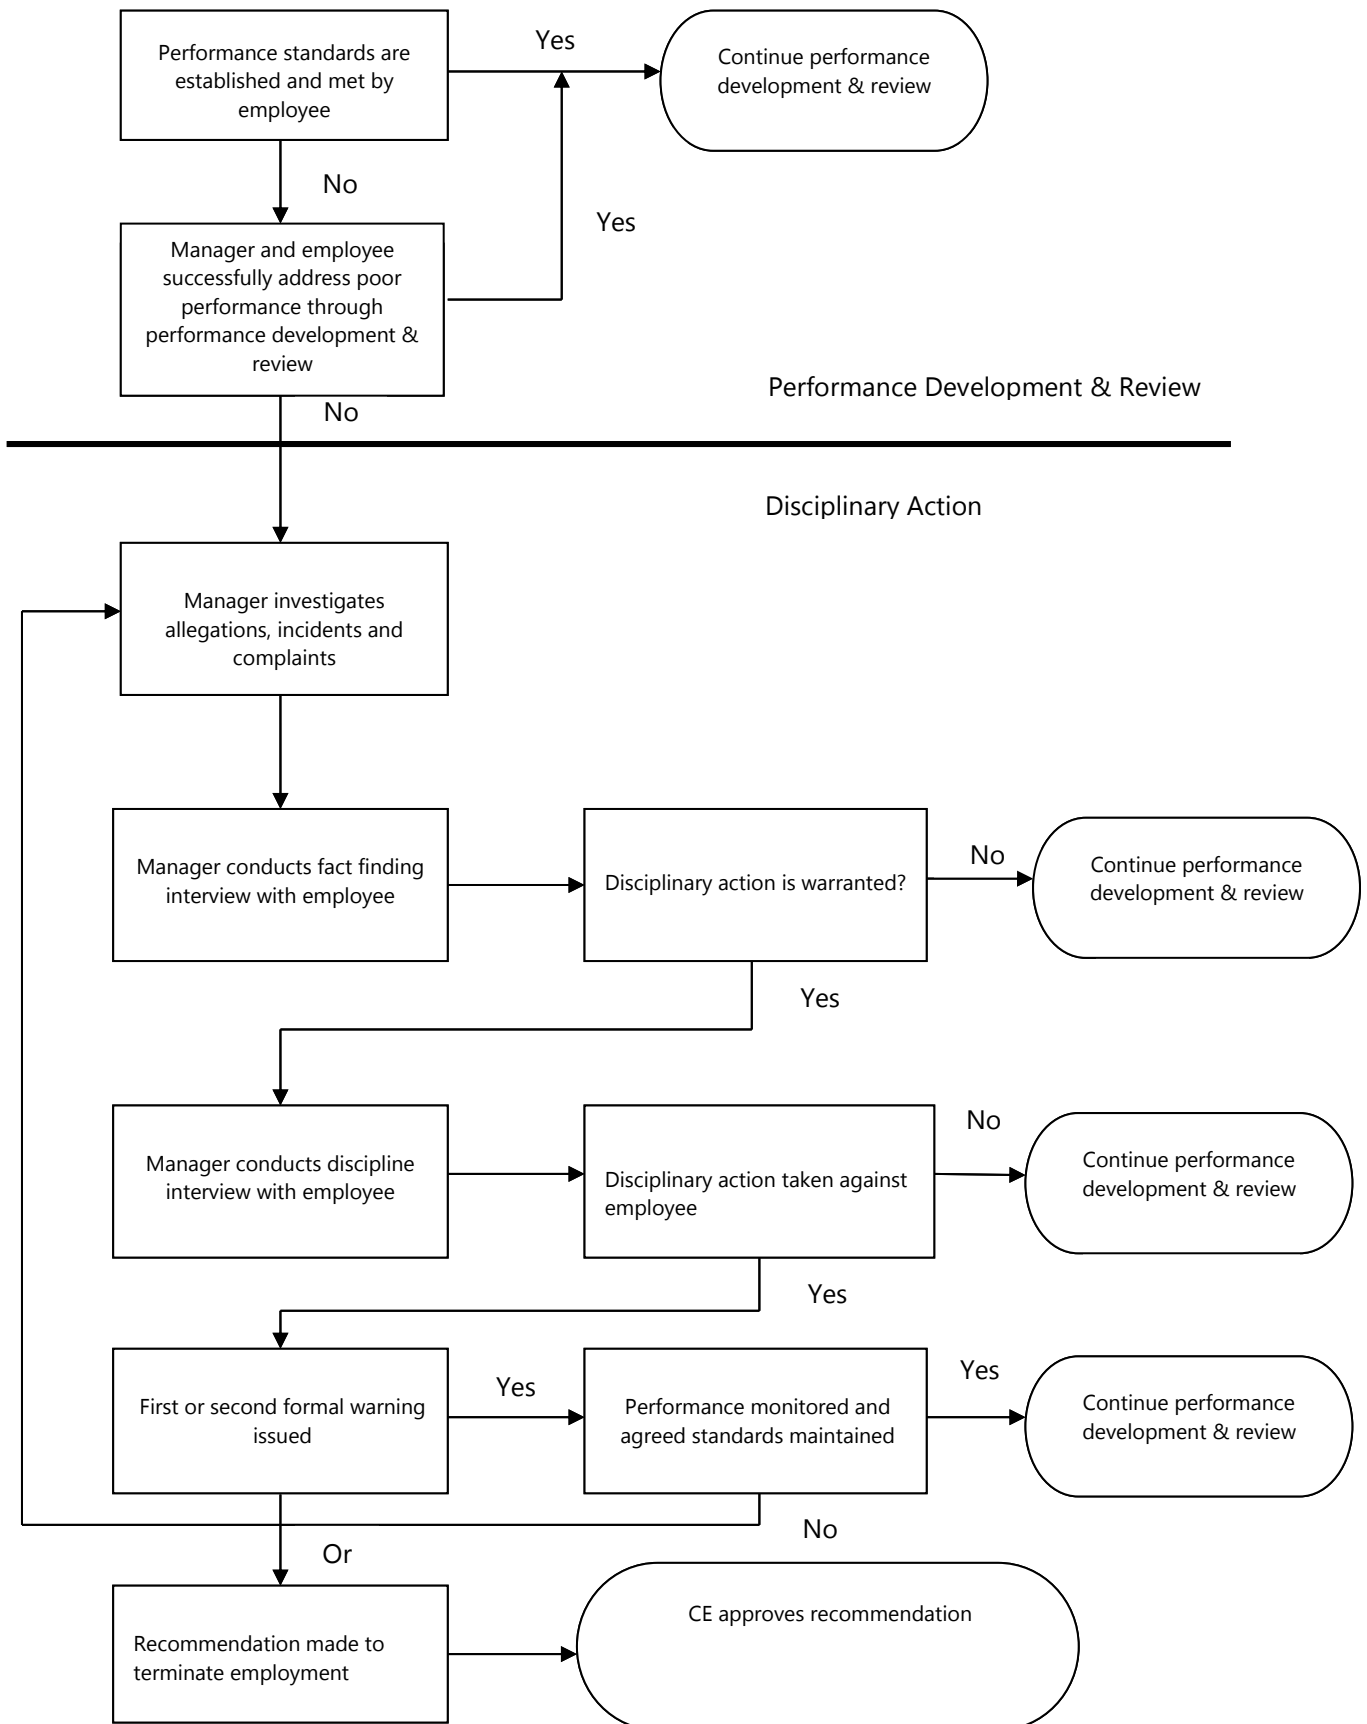 Performance standards are
established and met by
employee
Yes
Continue performance
development & review
No
Yes
Manager and employee
successfully address poor
performance through
performance development &
review
Performance Development & Review
No
Disciplinary Action
Manager investigates
allegations, incidents and
complaints
Manager conducts fact finding
interview with employee
Disciplinary action is warranted?
No
Continue performance
development & review
Yes
Manager conducts discipline
interview with employee
Disciplinary action taken against
employee
No
Continue performance
development & review
Yes
First or second formal warning
issued
Yes
Performance monitored and
agreed standards maintained
Yes
Continue performance
development & review
No
Or
Recommendation made to
terminate employment
CE approves recommendation